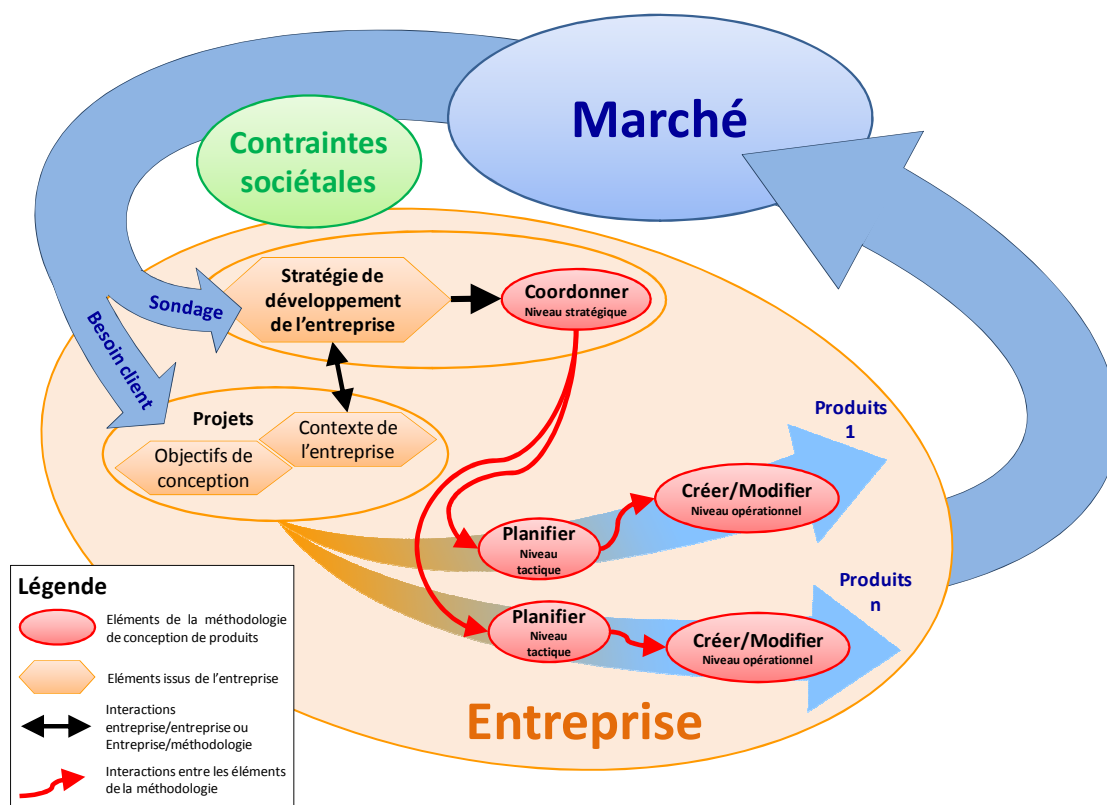 Marché
Contraintes
sociétales
Stratégie de
développement
de l'entreprise
Coordonner
Niveau stratégique
Sondage
Besoin client
Projets
Contexte de
l'entreprise
Objectifs de
conception
Produits
1
Créer/Modifier
Niveau opérationnel
Planifier
Niveau
tactique
Produits
n
Planifier
Niveau
tactique
Créer/Modifier
Niveau opérationnel
Entreprise
Légende
Eléments de la méthodologie
de conception de produits
Eléments issus de l'entreprise
Interactions
entreprise/entreprise ou
Entreprise/méthodologie
Interactions entre les éléments
de la méthodologie